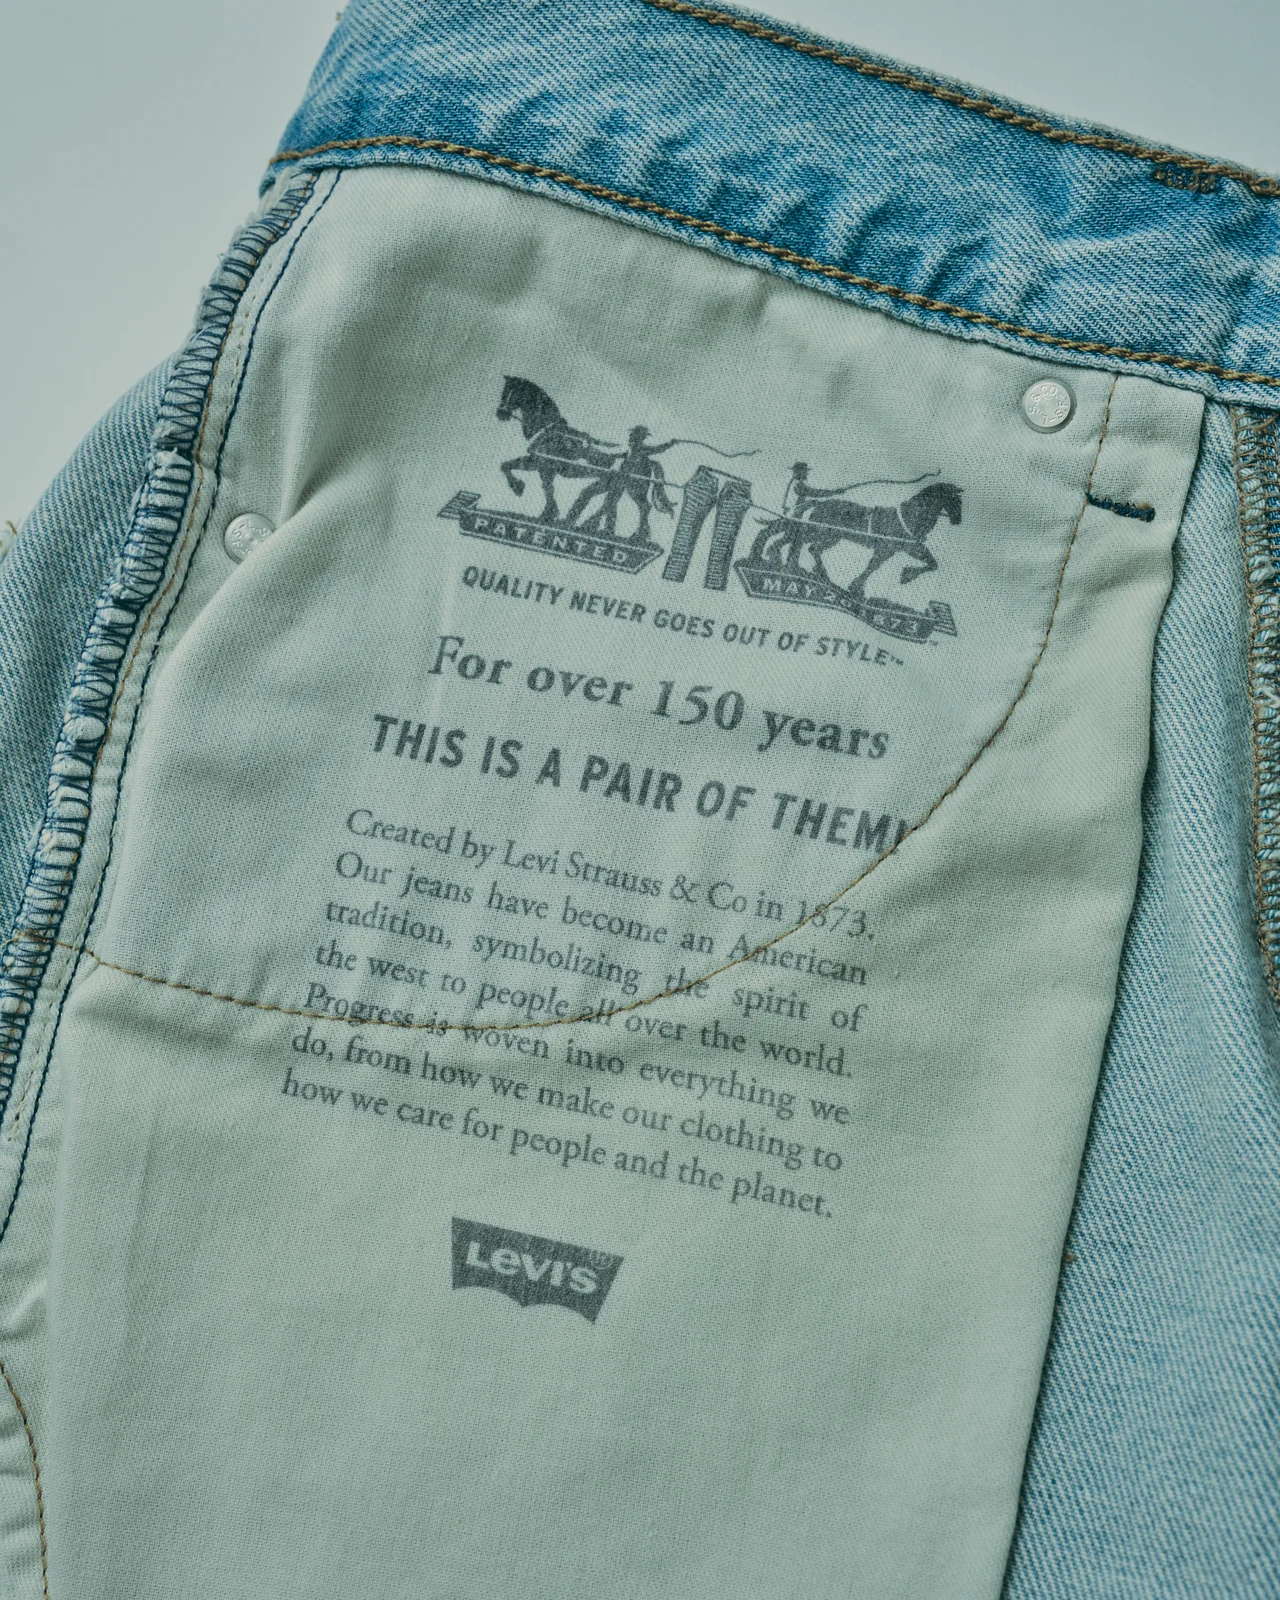 PATENTED
MAY 20 1873
QUALITY NEVER GOES OUT OF STYLE™
For over 150 years
THIS IS A PAIR OF THEM!
Created by Levi Strauss & Co in 1873.
Our jeans have become an American
tradition, symbolizing the spirit of
the west to people all over the world.
Progress is woven into everything we
do, from how we make our clothing to
how we care for people and the planet.
Levi's®